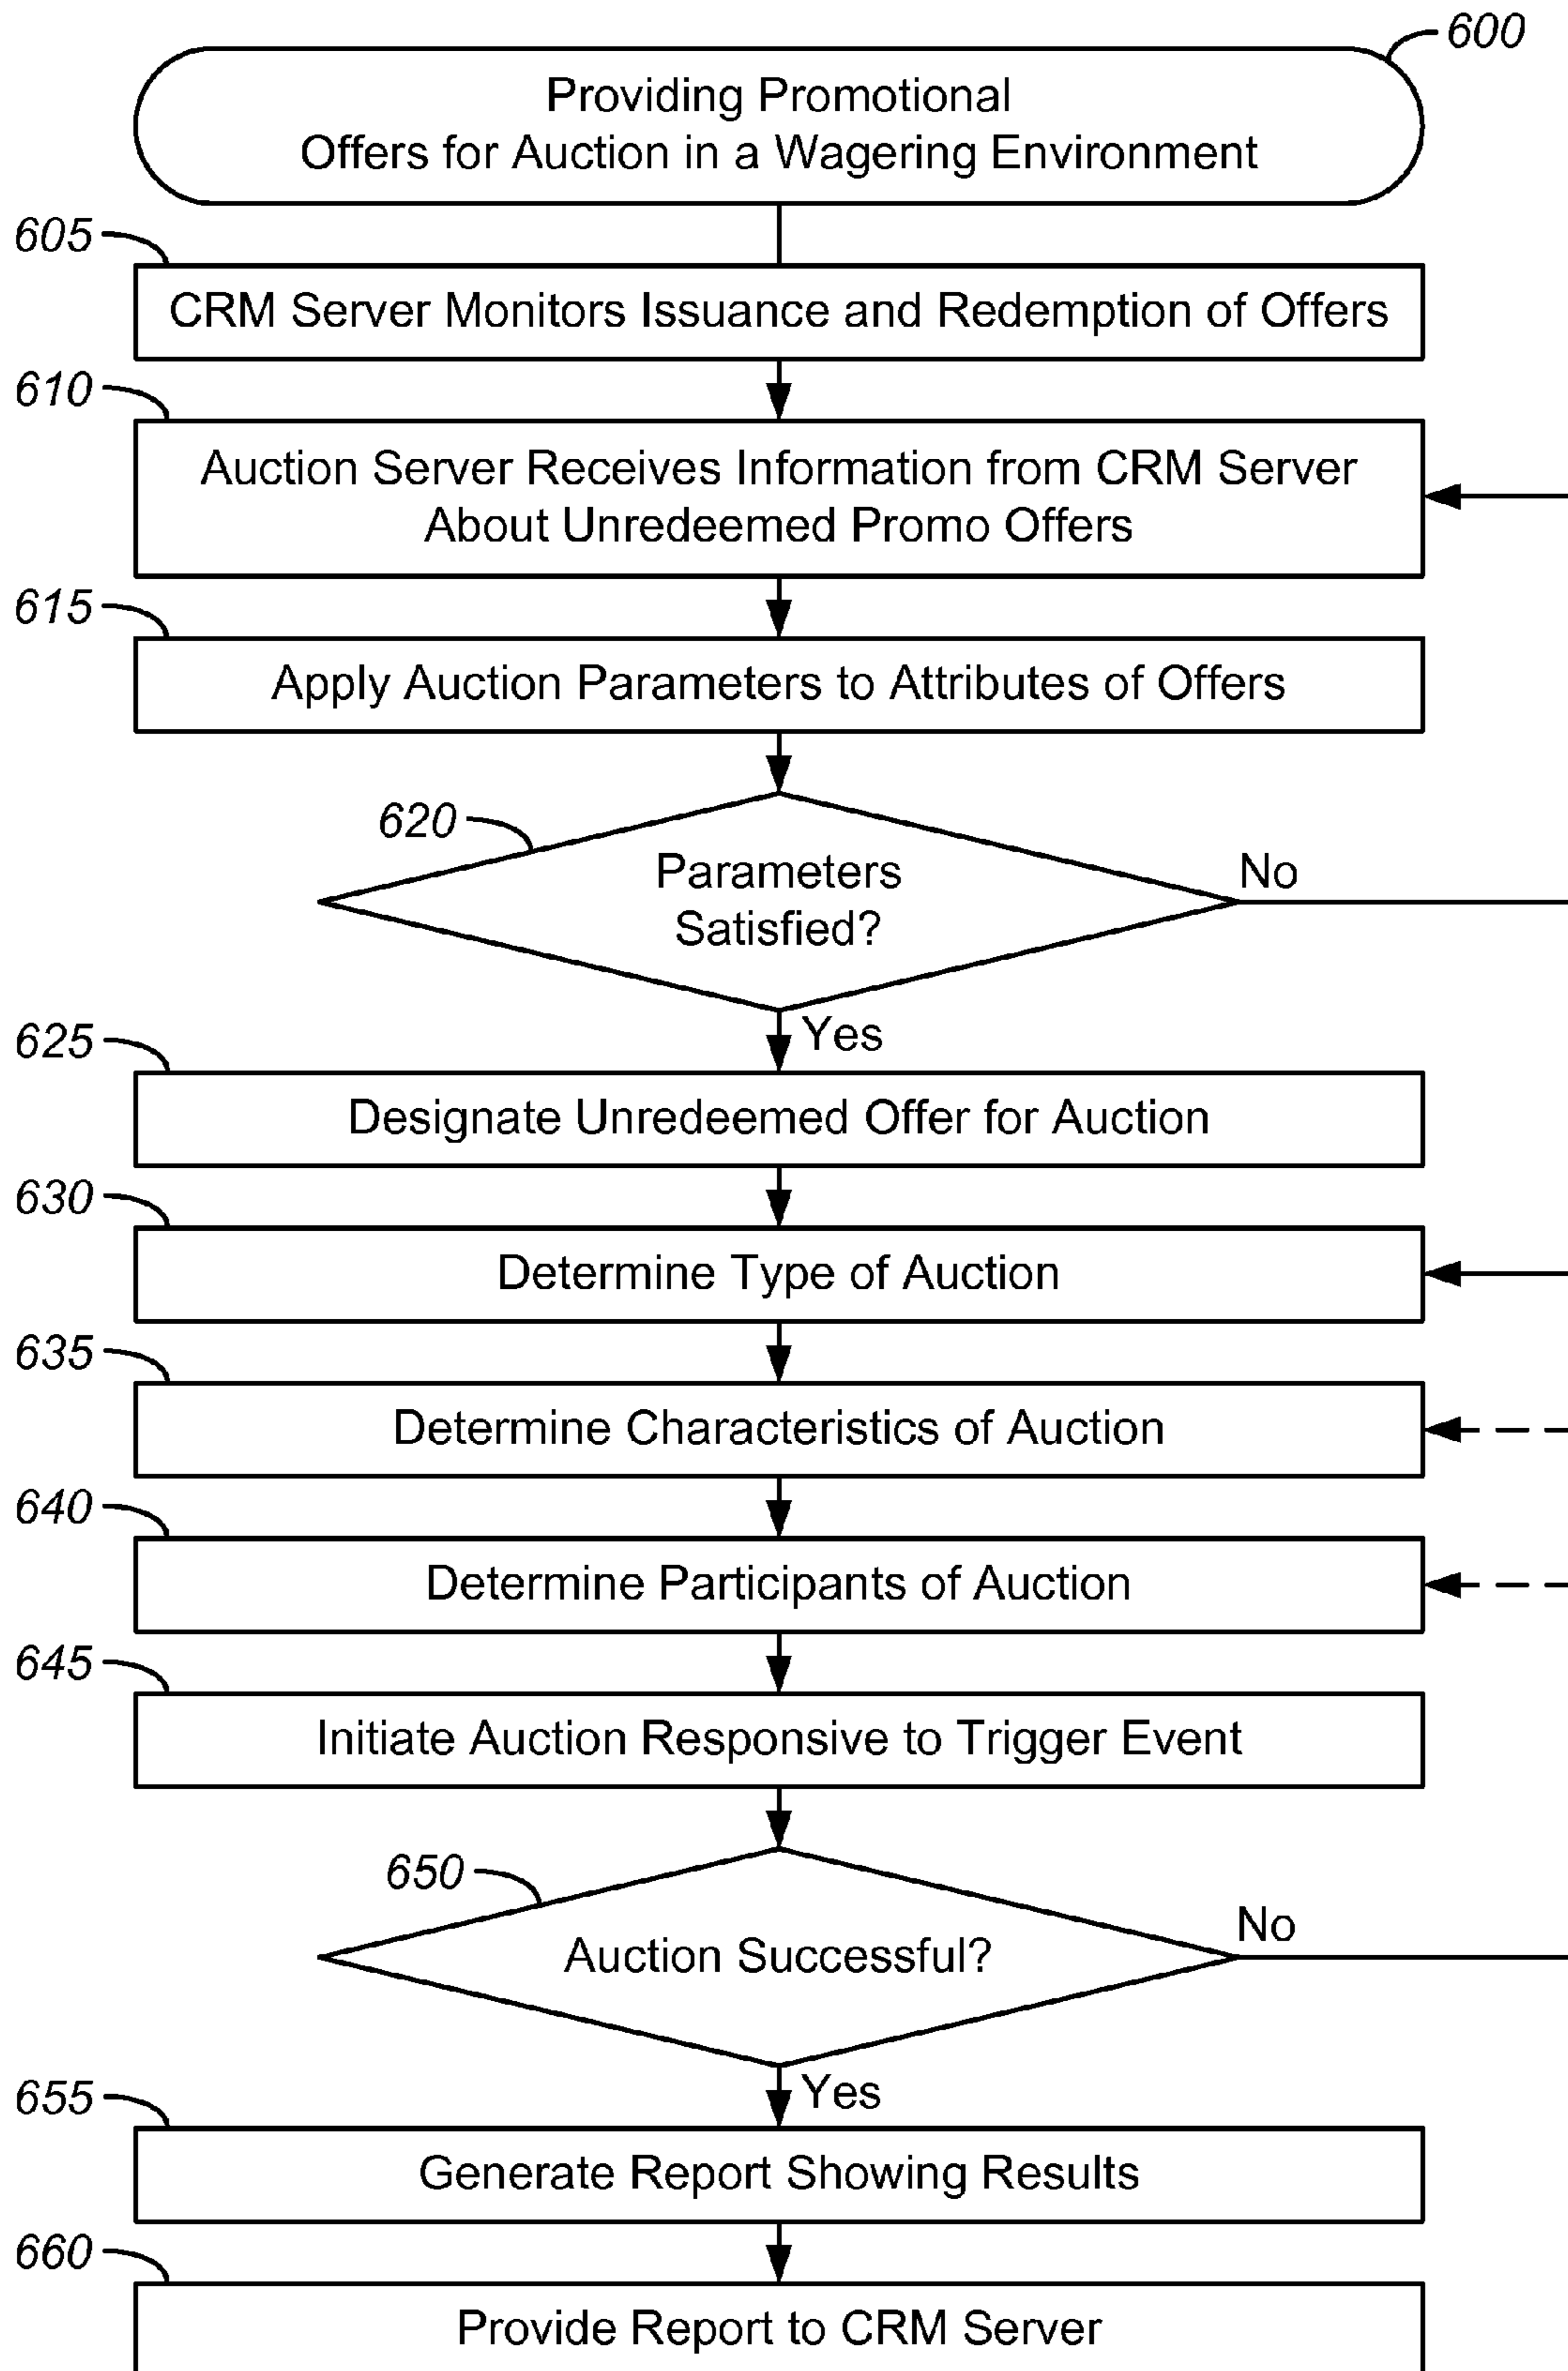 600
Providing Promotional
Offers for Auction in a Wagering Environment
605
CRM Server Monitors Issuance and Redemption of Offers
610
Auction Server Receives Information from CRM Server
About Unredeemed Promo Offers
615
Apply Auction Parameters to Attributes of Offers
620
Parameters
Satisfied?
No
Yes
625
Designate Unredeemed Offer for Auction
630
Determine Type of Auction
635
Determine Characteristics of Auction
640
Determine Participants of Auction
645
Initiate Auction Responsive to Trigger Event
650
Auction Successful?
No
Yes
655
Generate Report Showing Results
660
Provide Report to CRM Server